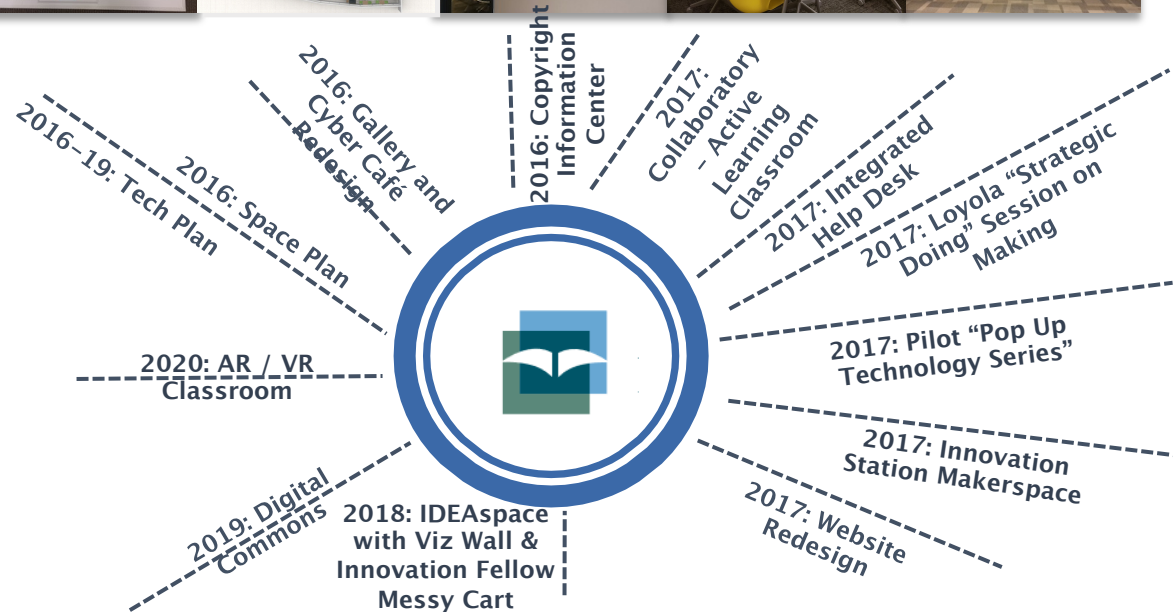 2016-19: Tech Plan
2016: Space Plan
2016: Gallery and
Cyber Café
Redesign
2016: Copyright
Information
Center
2017:
Collaboratory
- Active
Learning
Classroom
2017: Integrated
Help Desk
2017: Loyola “Strategic
Doing” Session on
Making
2017: Pilot “Pop Up
Technology Series”
2017: Innovation
Station Makerspace
2017: Website
Redesign
2018: IDEAspace
with Viz Wall &
Innovation Fellow
Messy Cart
2019: Digital
Commons
2020: AR / VR
Classroom